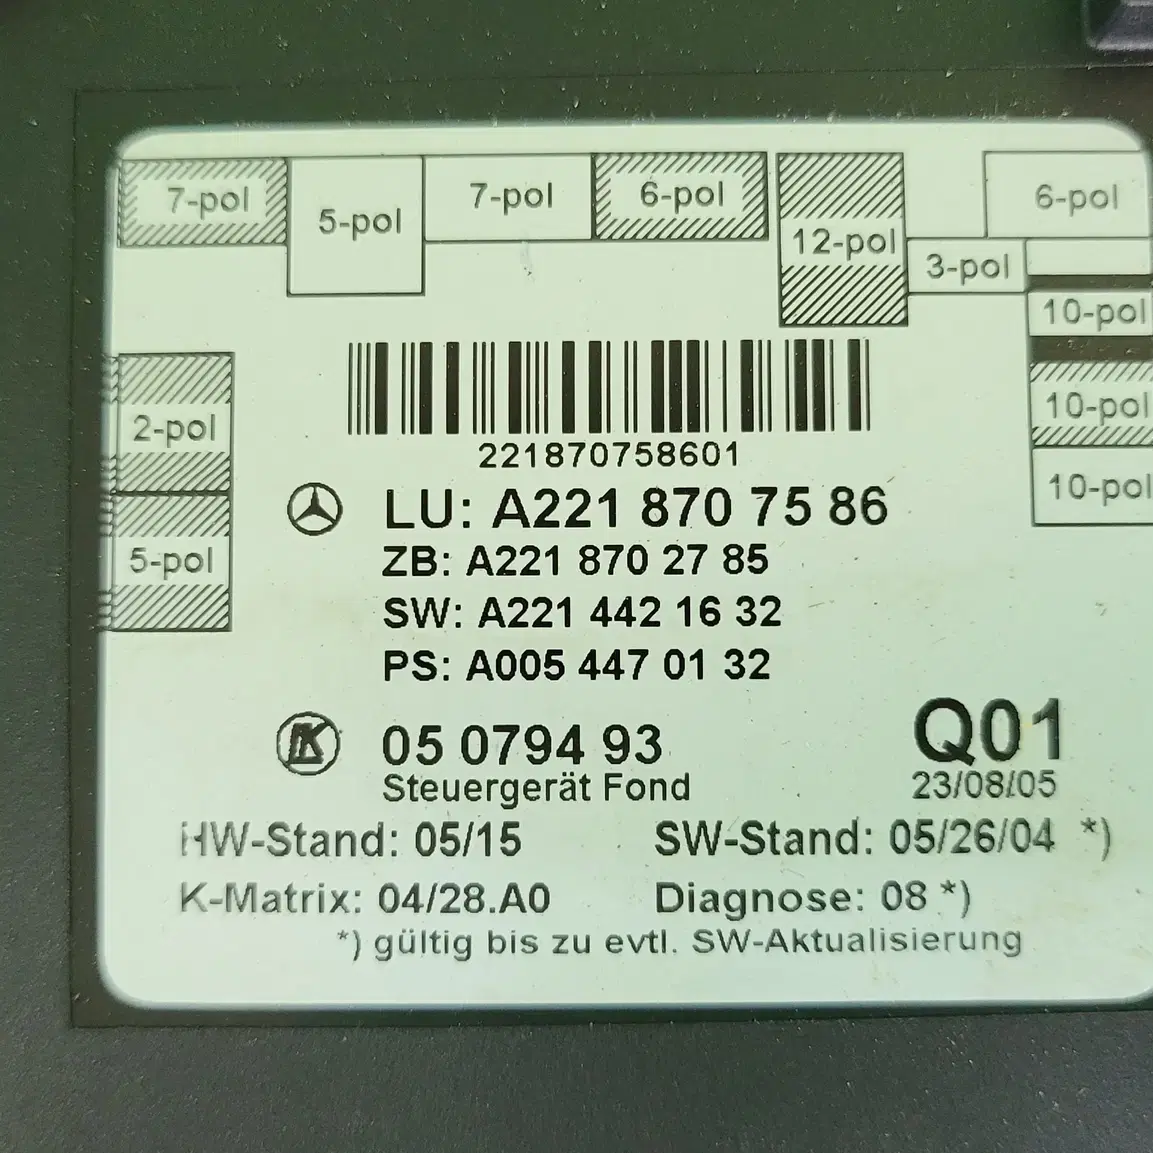 7-pol
5-pol
7-pol
6-pol
12-pol
3-pol
6-pol
10-pol
10-pol
10-pol
2-pol
5-pol
221870758601
LU: A221 870 75 86
ZB: A221 870 27 85
SW: A221 442 16 32
PS: A005 447 01 32
05 0794 93
Q01
Steuergerät Fond
23/08/05
HW-Stand: 05/15
SW-Stand: 05/26/04 *)
K-Matrix: 04/28.A0
Diagnose: 08 *)
*) gültig bis zu evtl. SW-Aktualisierung